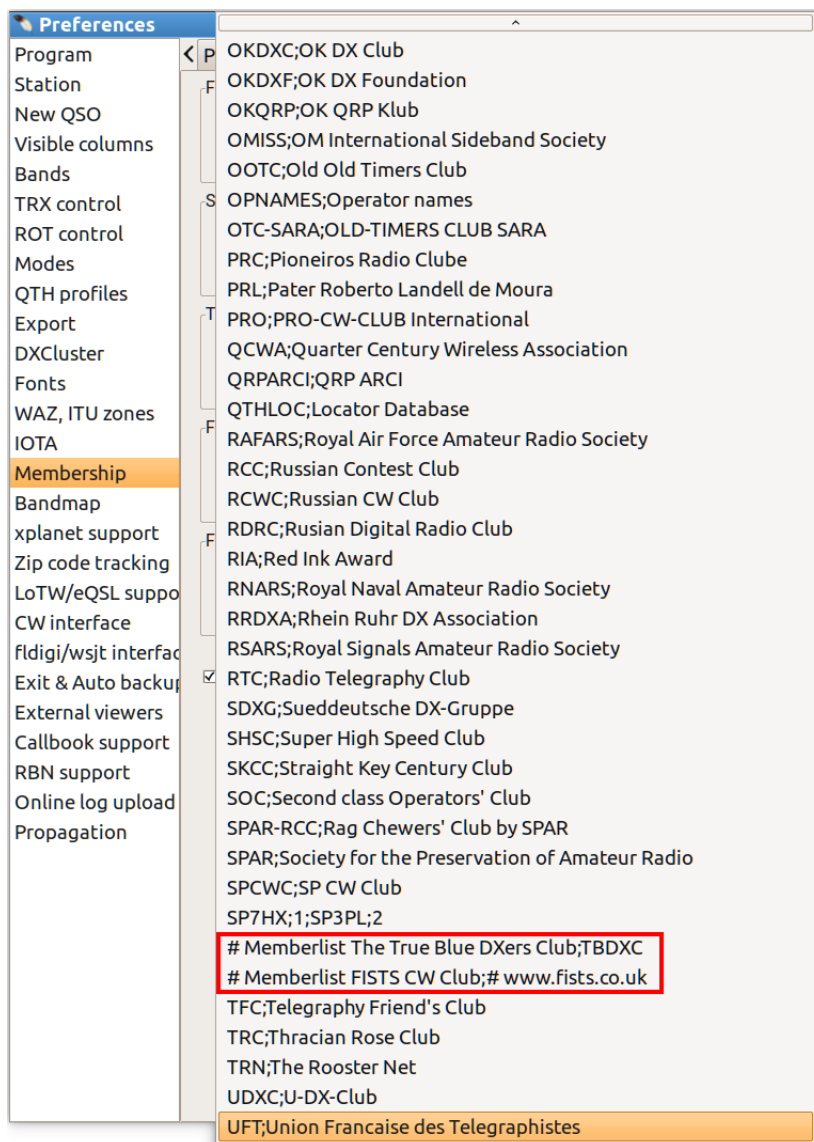 Preferences
Program
Station
New QSO
Visible columns
Bands
TRX control
ROT control
Modes
QTH profiles
Export
DXCluster
Fonts
WAZ, ITU zones
IOTA
Membership
Bandmap
xplanet support
Zip code tracking
LoTW/eQSL suppo
CW interface
fldigi/wsjt interfac
Exit & Auto backup
External viewers
Callbook support
RBN support
Online log upload
Propagation
P
F
S
T
F
F
OKDXC;OK DX Club
OKDXF;OK DX Foundation
OKQRP;OK QRP Klub
OMISS;OM International Sideband Society
OOTC;Old Old Timers Club
OPNAMES;Operator names
OTC-SARA;OLD-TIMERS CLUB SARA
PRC;Pioneiros Radio Clube
PRL;Pater Roberto Landell de Moura
PRO;PRO-CW-CLUB International
QCWA;Quarter Century Wireless Association
QRPARCI;QRP ARCI
QTHLOC;Locator Database
RAFARS;Royal Air Force Amateur Radio Society
RCC;Russian Contest Club
RCWC;Russian CW Club
RDRC;Rusian Digital Radio Club
RIA;Red Ink Award
RNARS;Royal Naval Amateur Radio Society
RRDXA;Rhein Ruhr DX Association
RSARS;Royal Signals Amateur Radio Society
RTC;Radio Telegraphy Club
SDXG;Sueddeutsche DX-Gruppe
SHSC;Super High Speed Club
SKCC;Straight Key Century Club
SOC;Second class Operators' Club
SPAR-RCC;Rag Chewers' Club by SPAR
SPAR;Society for the Preservation of Amateur Radio
SPCWC;SP CW Club
SP7HX;1;SP3PL;2
# Memberlist The True Blue DXers Club;TBDXC
# Memberlist FISTS CW Club;# www.fists.co.uk
TFC;Telegraphy Friend's Club
TRC;Thracian Rose Club
TRN;The Rooster Net
UDXC;U-DX-Club
UFT;Union Francaise des Telegraphistes